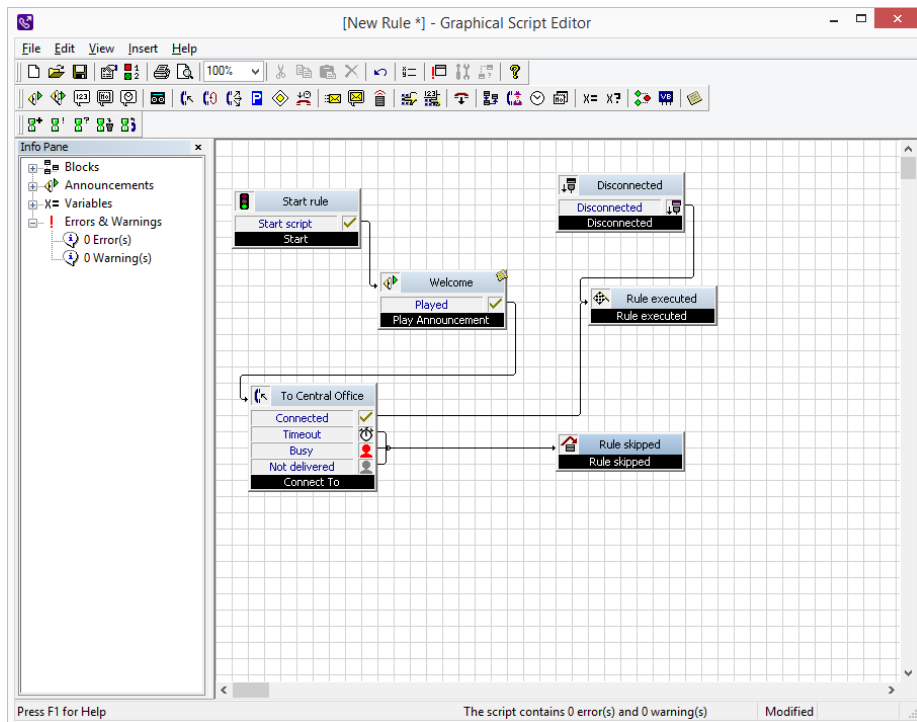 [New Rule *] - Graphical Script Editor
File Edit View Insert Help
100%
Info Pane
Blocks
Announcements
X= Variables
Errors & Warnings
0 Error(s)
0 Warning(s)
Start rule
Start script
Start
Disconnected
Disconnected
Disconnected
Welcome
Played
Play Announcement
Rule executed
Rule executed
To Central Office
Connected
Timeout
Busy
Not delivered
Connect To
Rule skipped
Rule skipped
Press F1 for Help
The script contains 0 error(s) and 0 warning(s)
Modified